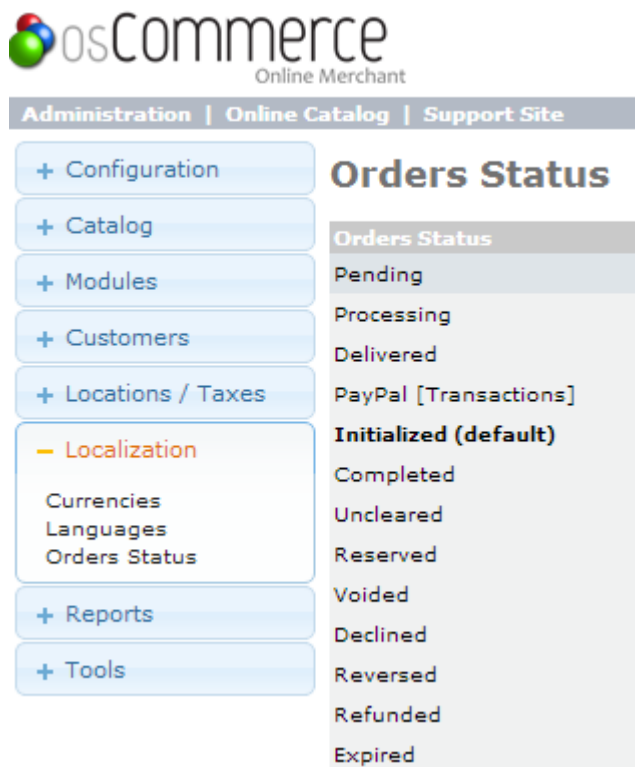 osCommerce
Online Merchant
Administration | Online Catalog | Support Site
+ Configuration
+ Catalog
+ Modules
+ Customers
+ Locations / Taxes
− Localization
Currencies
Languages
Orders Status
+ Reports
+ Tools
Orders Status
Orders Status
Pending
Processing
Delivered
PayPal [Transactions]
Initialized (default)
Completed
Uncleared
Reserved
Voided
Declined
Reversed
Refunded
Expired